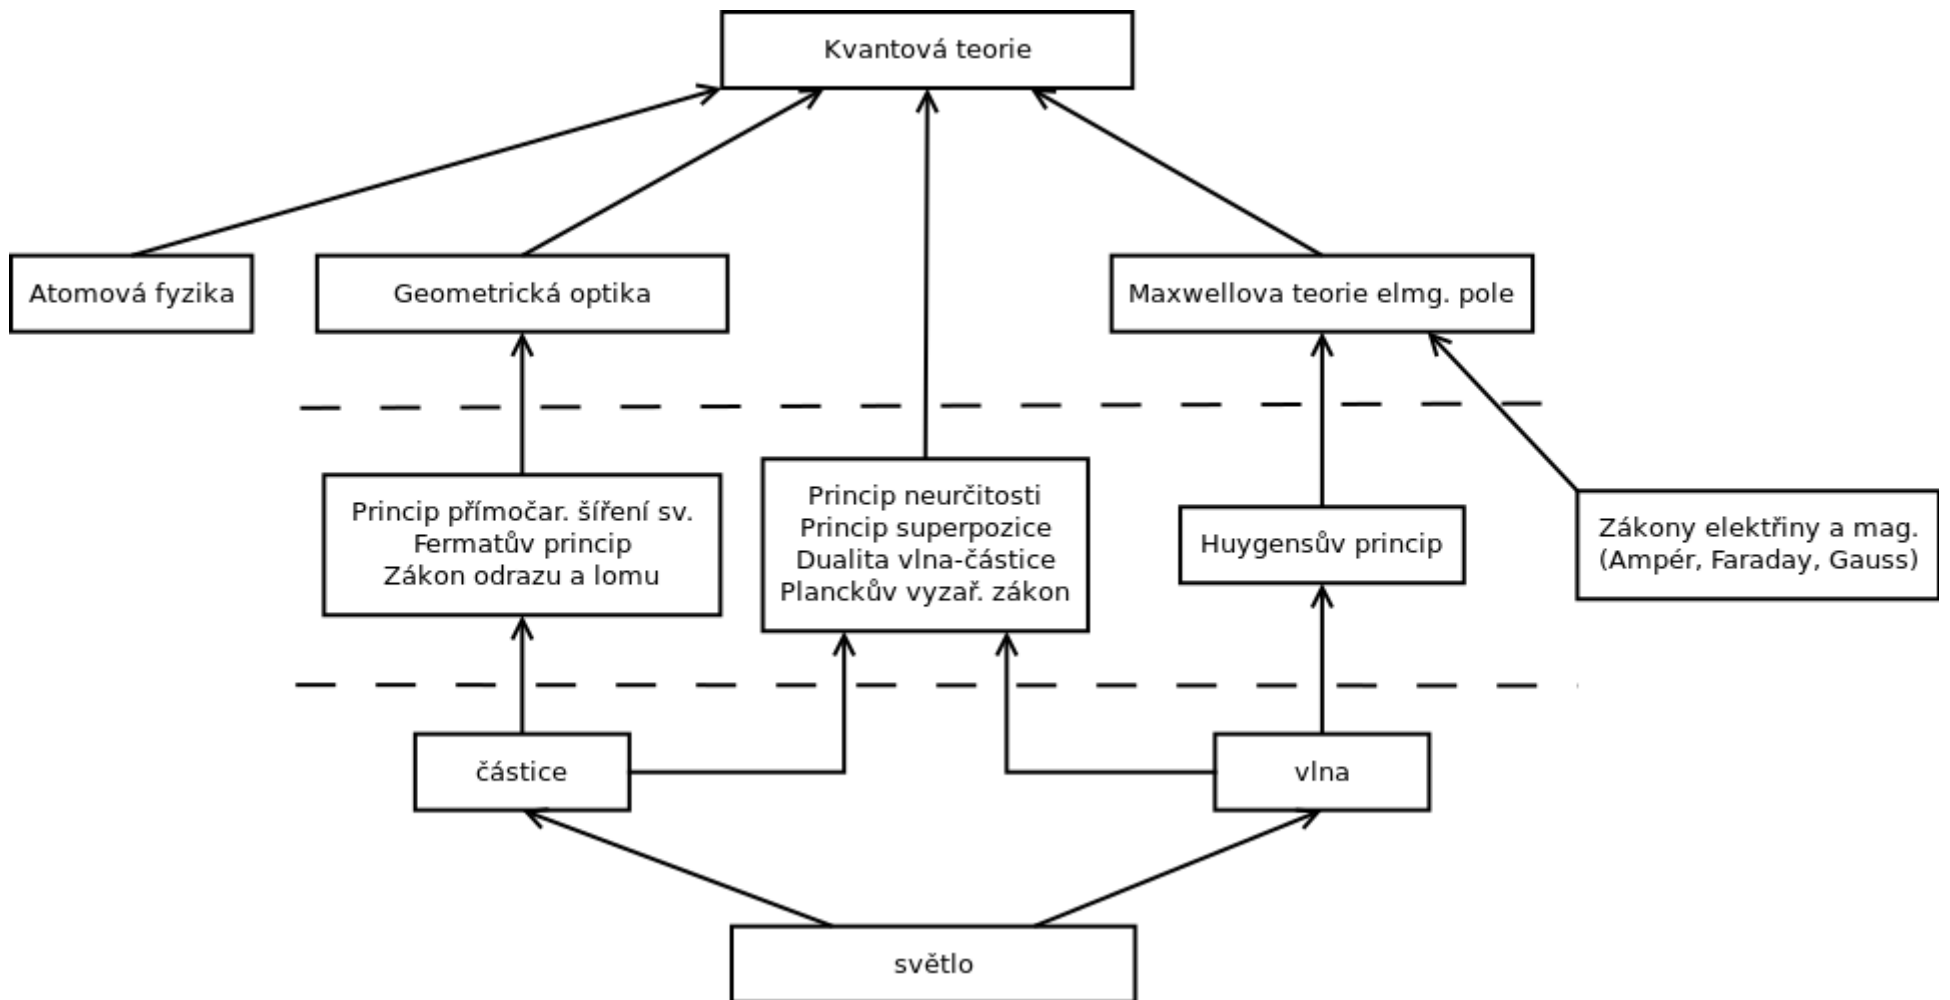 Kvantová teorie
Atomová fyzika
Geometrická optika
Maxwellova teorie elmg. pole
Princip přímočar. šíření sv.
Fermatův princip
Zákon odrazu a lomu
Princip neurčitosti
Princip superpozice
Dualita vlna-částice
Planckův vyzař. zákon
Huygensův princip
Zákony elektřiny a mag.
(Ampér, Faraday, Gauss)
částice
vlna
světlo